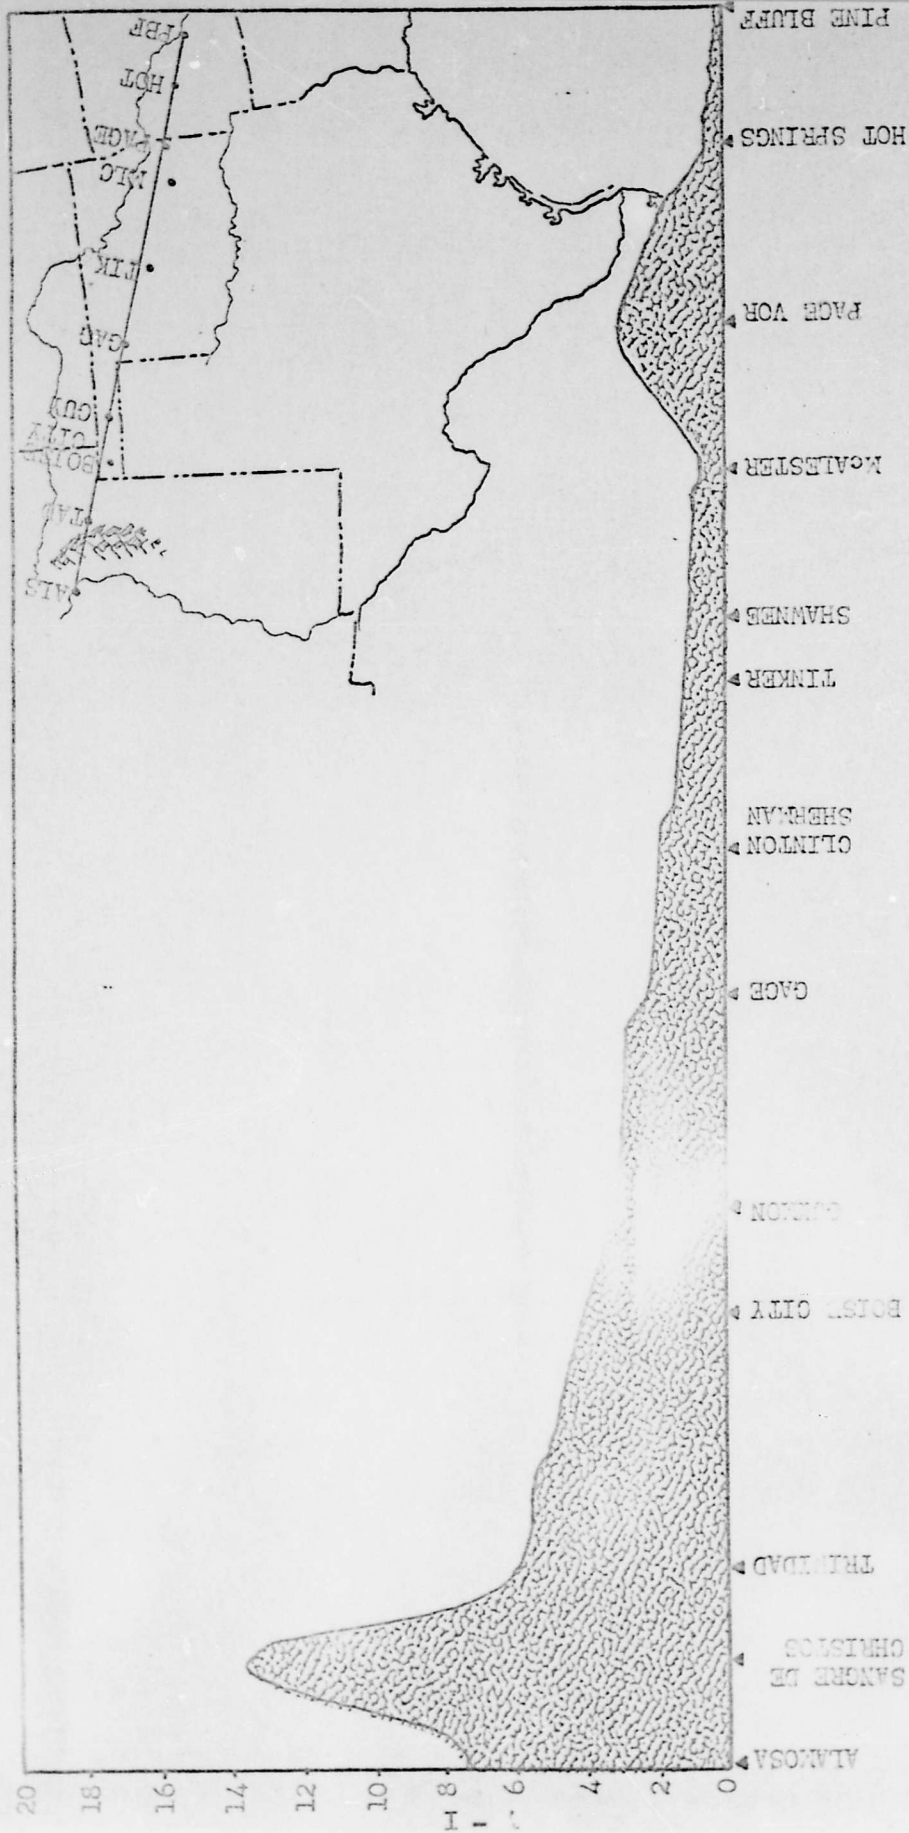 20
18
16
14
12
10
8
6
4
2
0
ALAMOSA
SANGRE DE
CHRISTOS
TRINIDAD
BOISE CITY
GAGE
CLINTON
SHERMAN
TINKER
SHAWNEE
McALESTER
PAGE VOR
HOT SPRINGS
PINE BLUFF
ALS
TAD
BOISE
CITY
GUY
GAG
TIK
MLC
PAGE
HOT
PBF